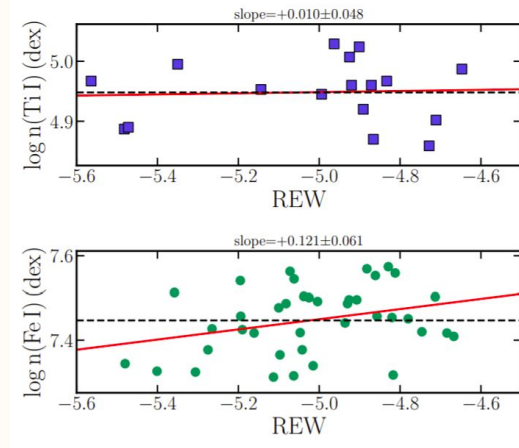 slope=+0.010±0.048
log n(Ti I) (dex)
5.0
4.9
−5.6 −5.4 −5.2 −5.0 −4.8 −4.6
REW
slope=+0.121±0.061
log n(Fe I) (dex)
7.6
7.4
−5.6 −5.4 −5.2 −5.0 −4.8 −4.6
REW